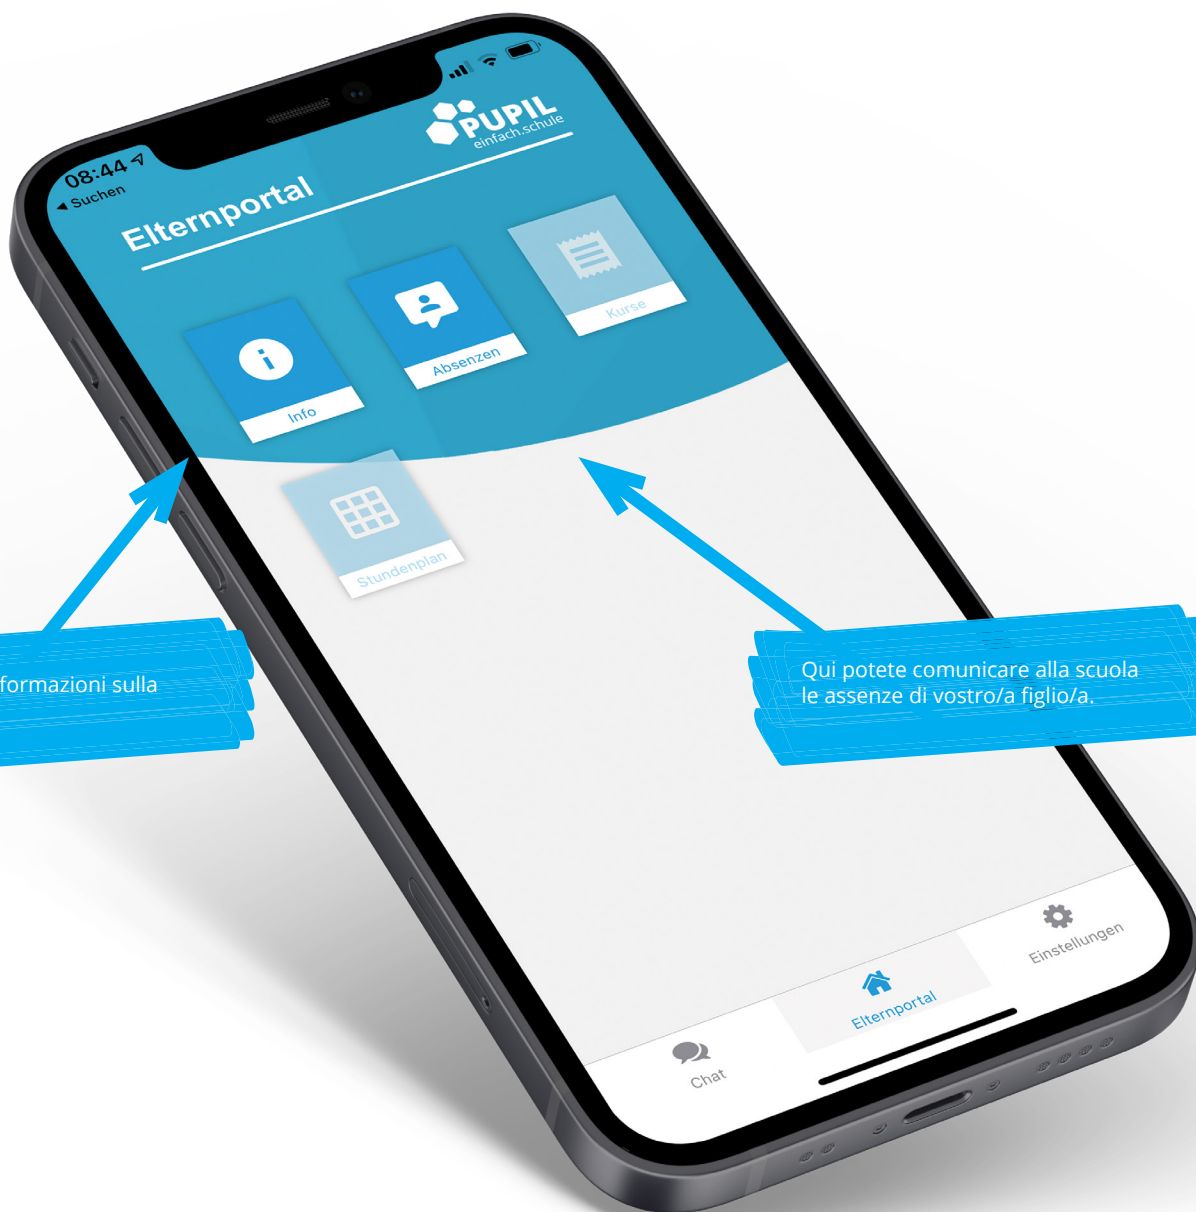 08:44
Suchen
PUPIL
einfach.schule
Elternportal
Info
Absenzen
Kurse
Stundenplan
formazioni sulla
Qui potete comunicare alla scuola
le assenze di vostro/a figlio/a.
Chat
Elternportal
Einstellungen